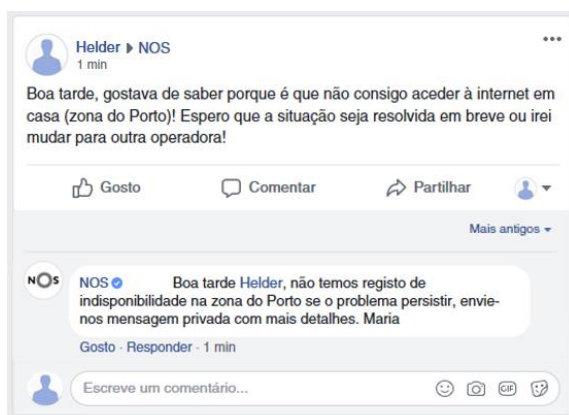 Helder ▸ NOS
1 min
Boa tarde, gostava de saber porque é que não consigo aceder à internet em
casa (zona do Porto)! Espero que a situação seja resolvida em breve ou irei
mudar para outra operadora!
Gosto Comentar Partilhar
Mais antigos
NOS NOS Boa tarde Helder, não temos registo de
indisponibilidade na zona do Porto se o problema persistir, envie-
nos mensagem privada com mais detalhes. Maria
Gosto · Responder · 1 min
Escreve um comentário... GIF